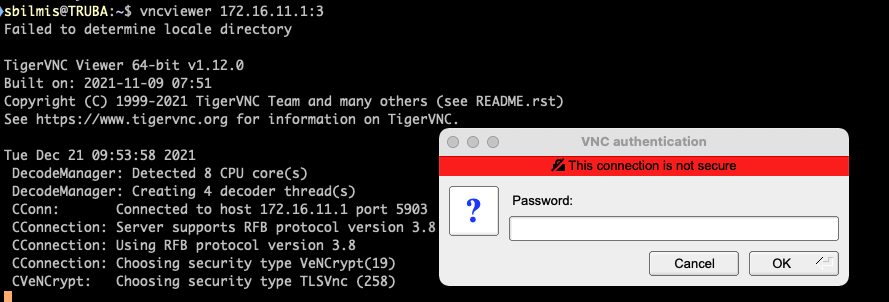 sbilmis@TRUBA:~$ vncviewer 172.16.11.1:3
Failed to determine locale directory
TigerVNC Viewer 64-bit v1.12.0
Built on: 2021-11-09 07:51
Copyright (C) 1999-2021 TigerVNC Team and many others (see README.rst)
See https://www.tigervnc.org for information on TigerVNC.
Tue Dec 21 09:53:58 2021
DecodeManager: Detected 8 CPU core(s)
DecodeManager: Creating 4 decoder thread(s)
CConn: Connected to host 172.16.11.1 port 5903
CConnection: Server supports RFB protocol version 3.8
CConnection: Using RFB protocol version 3.8
CConnection: Choosing security type VeNCrypt(19)
CVeNCrypt: Choosing security type TLSVnc (258)
VNC authentication
This connection is not secure
?
Password:
Cancel
OK